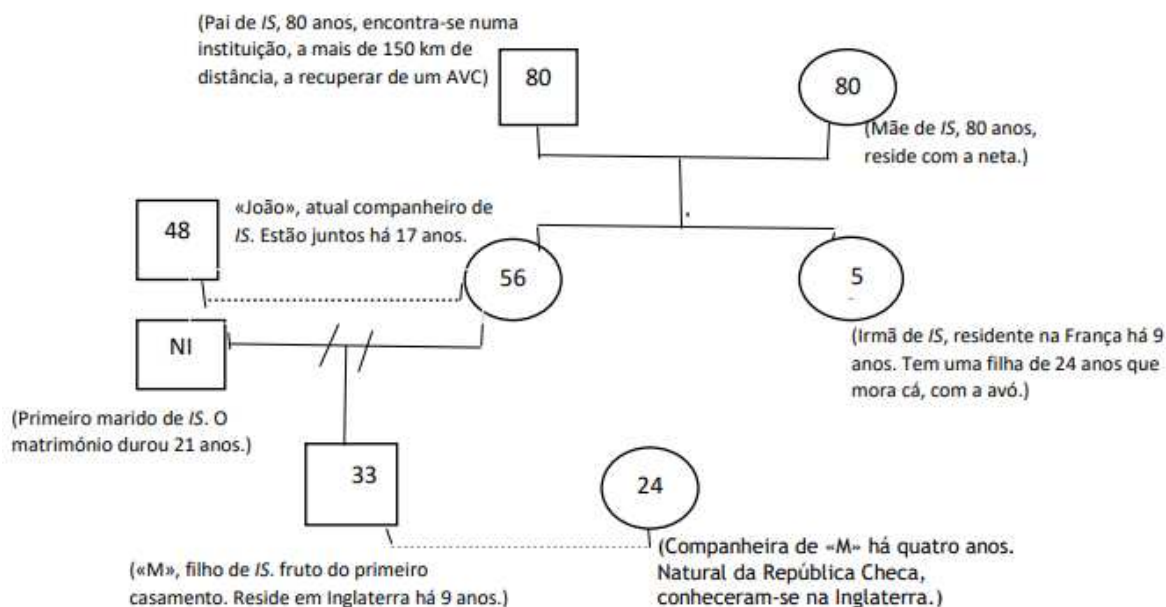 (Pai de IS, 80 anos, encontra-se numa
instituição, a mais de 150 km de
distância, a recuperar de um AVC)
80
80
(Mãe de IS, 80 anos,
reside com a neta.)
48
«João», atual companheiro de
IS. Estão juntos há 17 anos.
56
5
NI
(Irmã de IS, residente na França há 9
anos. Tem uma filha de 24 anos que
mora cá, com a avó.)
(Primeiro marido de IS. O
matrimónio durou 21 anos.)
33
24
(«M», filho de IS. fruto do primeiro
casamento. Reside em Inglaterra há 9 anos.)
(Companheira de «M» há quatro anos.
Natural da República Checa,
conheceram-se na Inglaterra.)